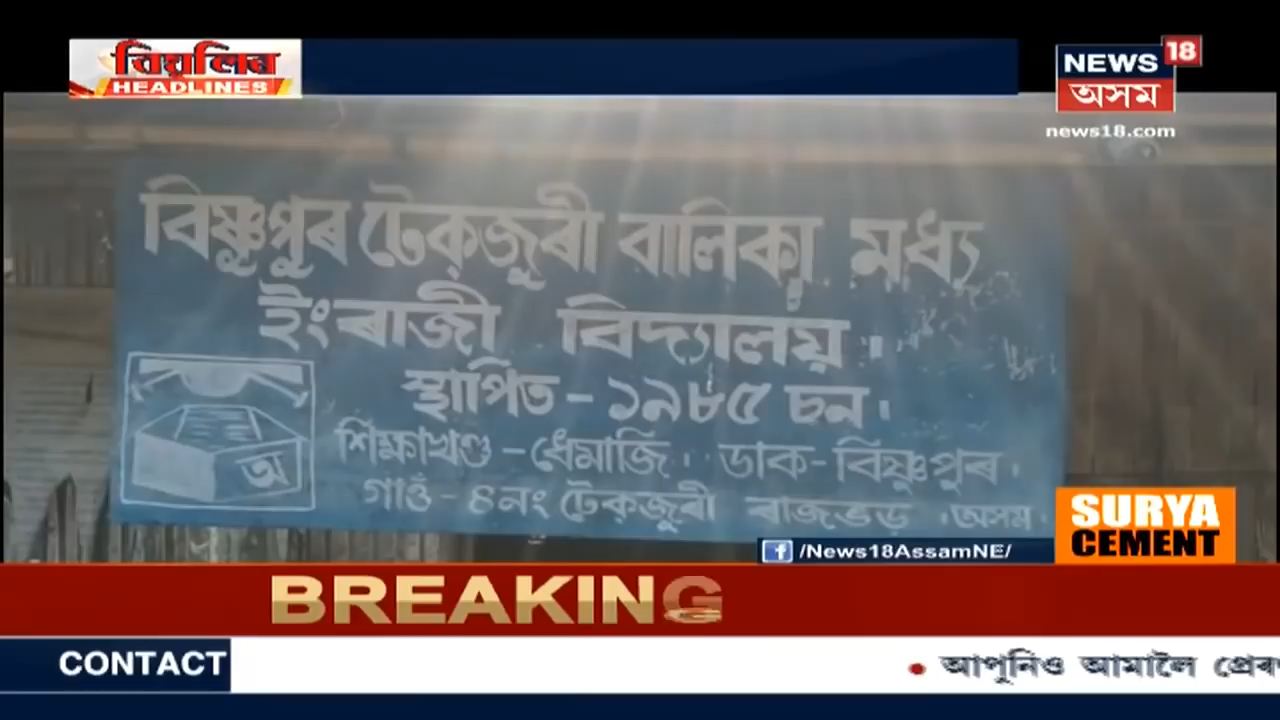 বিয়লিৰ
HEADLINES
NEWS 18
অসম
news18.com
বিষ্ণুপুৰ টেকজুৰী বালিকা মধ্য
ইংৰাজী বিদ্যালয়।
স্থাপিত - ১৯৮৫ চন।
শিক্ষাখণ্ড - ধেমাজি। ডাক - বিষ্ণুপুৰ।
গাওঁ - ৪নং টেকজুৰী ৰাজভড় । অসম।
অ
SURYA
CEMENT
/News18AssamNE/
BREAKING
CONTACT
• আপুনিও আমালৈ প্ৰেৰণ